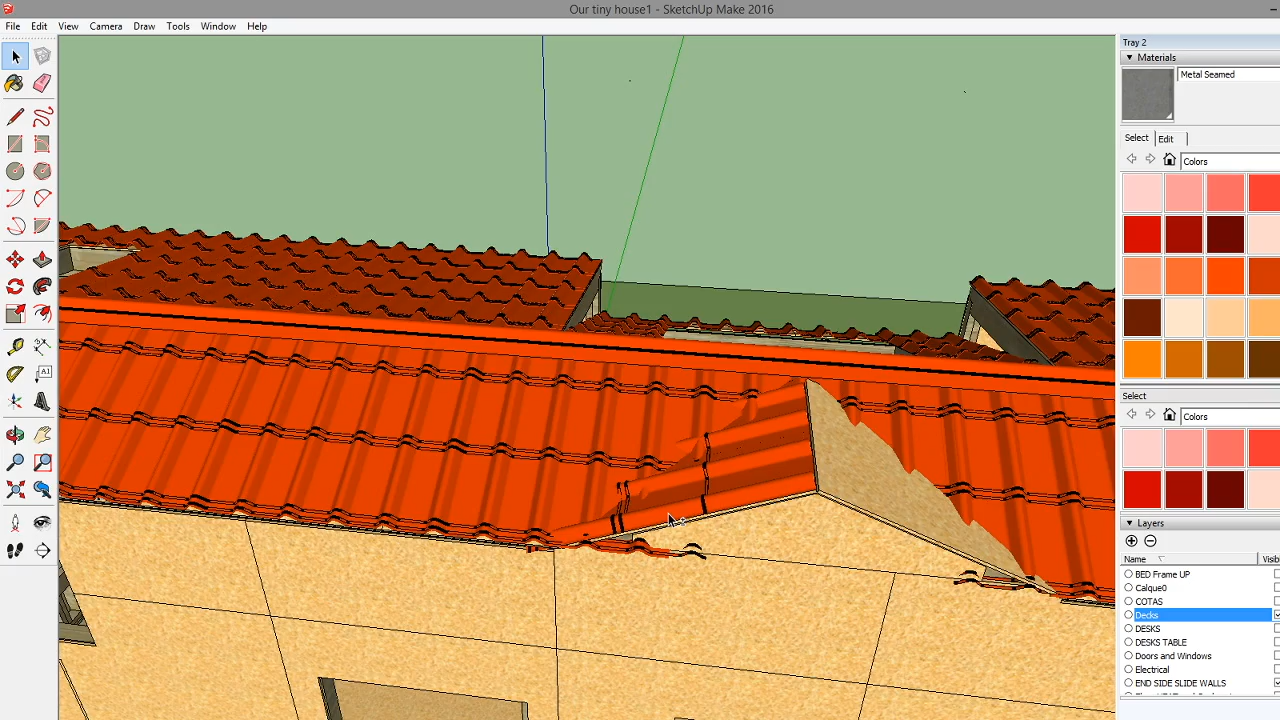 Our tiny house1 - SketchUp Make 2016
File Edit View Camera Draw Tools Window Help
Tray 2
Materials
Metal Seamed
Select Edit
Colors
A1
Select
Colors
Layers
Name Visib
BED Frame UP
Calque0
COTAS
Decks
DESKS
DESKS TABLE
Doors and Windows
Electrical
END SIDE SLIDE WALLS